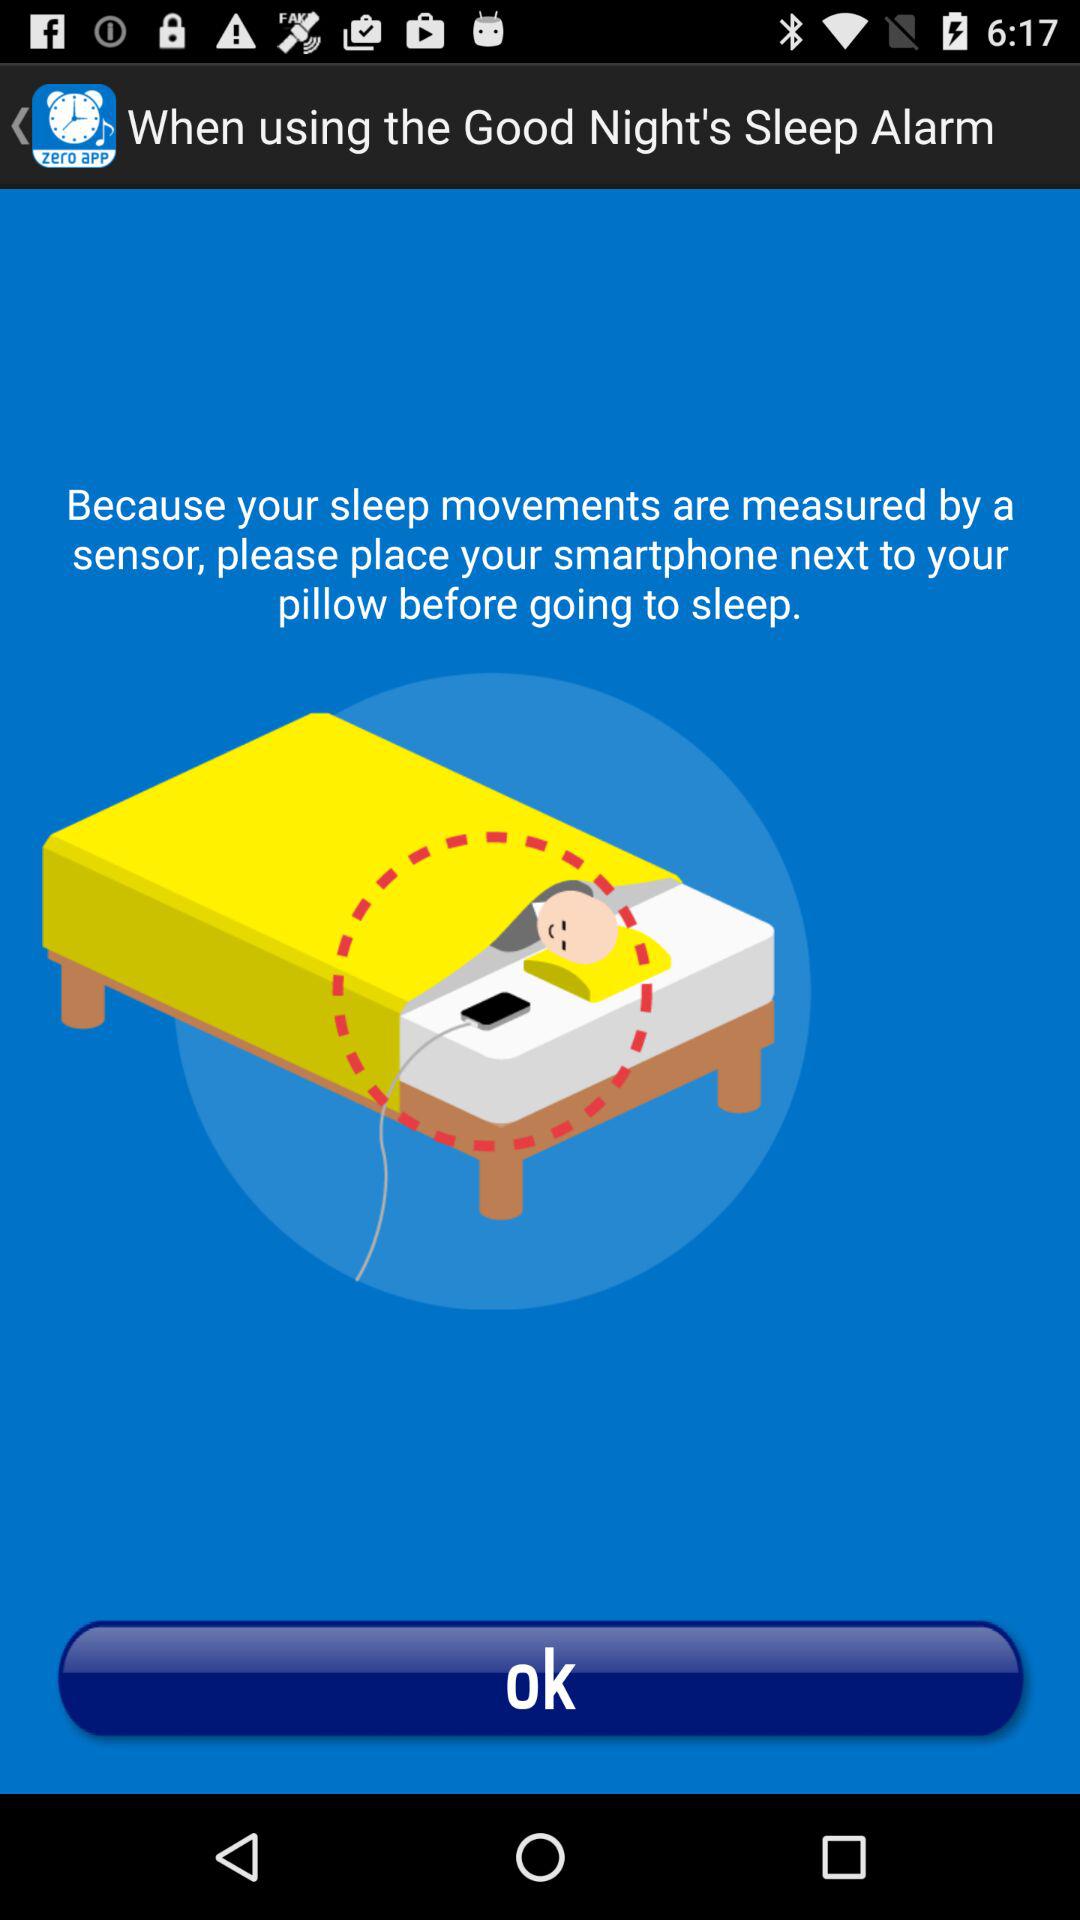 FAKE
6:17
zero app
When using the Good Night's Sleep Alarm
Because your sleep movements are measured by a
sensor, please place your smartphone next to your
pillow before going to sleep.
ok